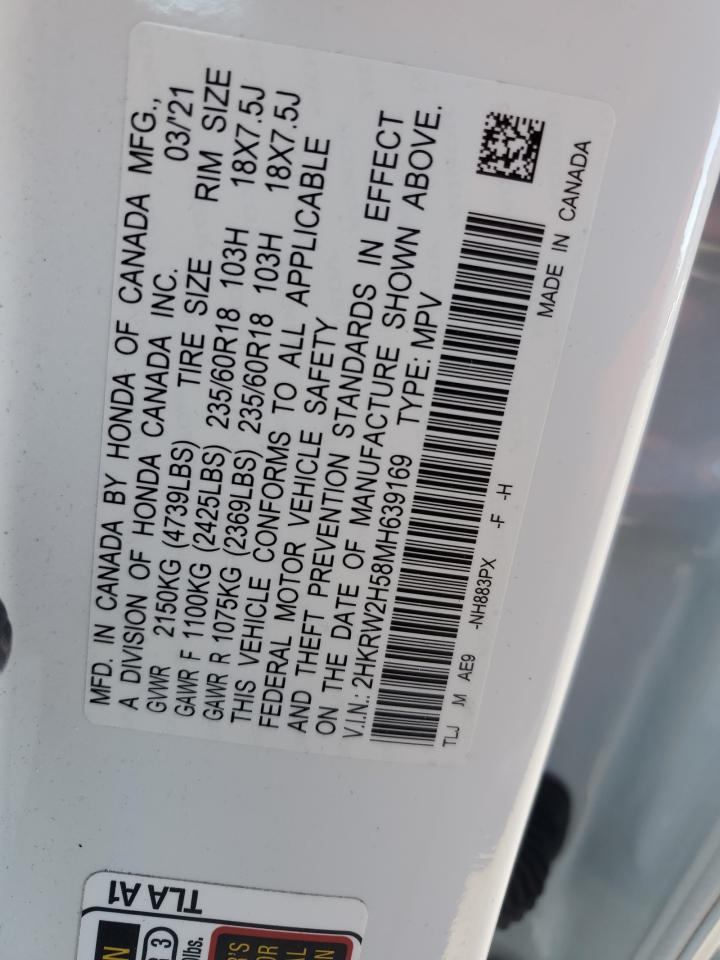 MFD. IN CANADA BY HONDA OF CANADA MFG.,
A DIVISION OF HONDA CANADA INC. 03/'21
GVWR 2150KG (4739LBS) TIRE SIZE RIM SIZE
GAWR F 1100KG (2425LBS) 235/60R18 103H 18X7.5J
GAWR R 1075KG (2369LBS) 235/60R18 103H 18X7.5J
THIS VEHICLE CONFORMS TO ALL APPLICABLE
FEDERAL MOTOR VEHICLE SAFETY
AND THEFT PREVENTION STANDARDS IN EFFECT
ON THE DATE OF MANUFACTURE SHOWN ABOVE.
V.I.N.: 2HKRW2H58MH639169 TYPE: MPV
TLJ M AE9 -NH883PX -F -H
MADE IN CANADA
TLA A1